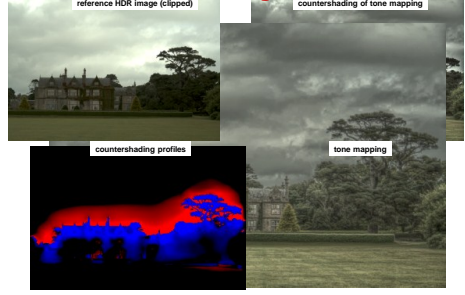 reference HDR image (clipped)
countershading of tone mapping
countershading profiles
tone mapping